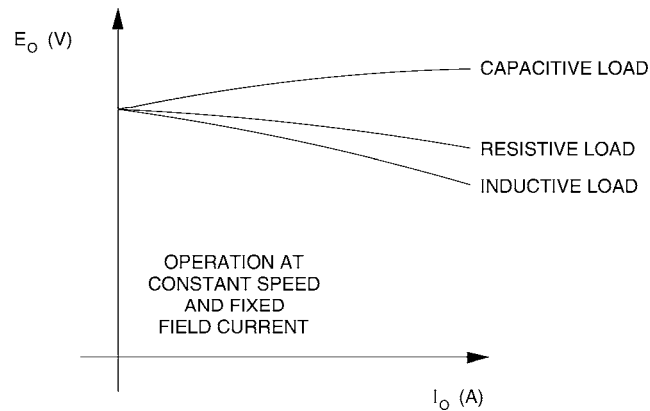 E_O (V)
CAPACITIVE LOAD
RESISTIVE LOAD
INDUCTIVE LOAD
OPERATION AT
CONSTANT SPEED
AND FIXED
FIELD CURRENT
I_O (A)